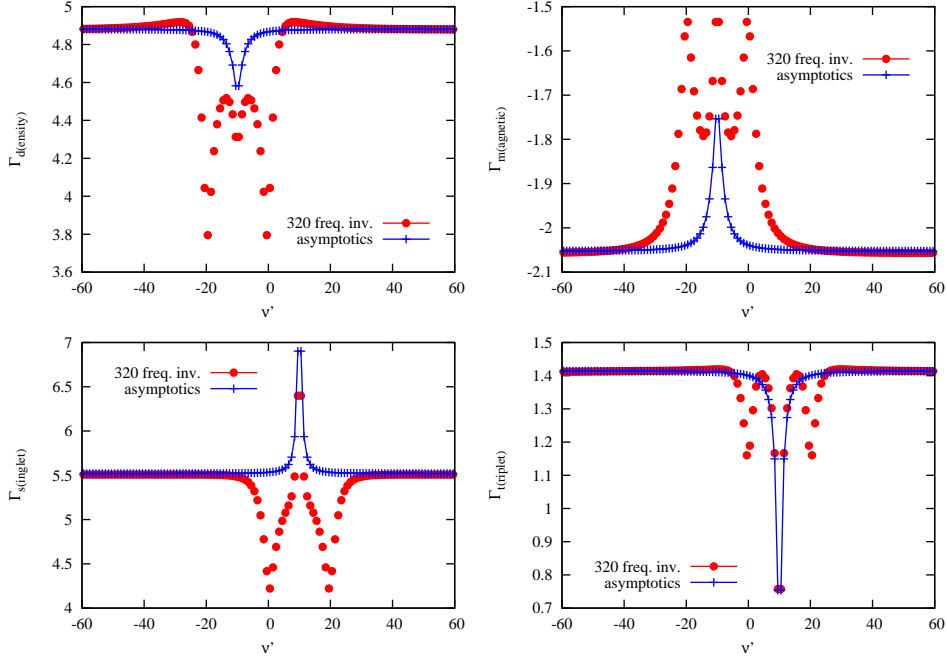 5
4.8
4.6
4.4
4.2
4
3.8
3.6
-60 -40 -20 0 20 40 60
ν'
Γd(ensity)
320 freq. inv.
asymptotics
-1.5
-1.6
-1.7
-1.8
-1.9
-2
-2.1
-60 -40 -20 0 20 40 60
ν'
Γm(agnetic)
320 freq. inv.
asymptotics
7
6.5
6
5.5
5
4.5
4
-60 -40 -20 0 20 40 60
ν'
Γs(inglet)
320 freq. inv.
asymptotics
1.5
1.4
1.3
1.2
1.1
1
0.9
0.8
0.7
-60 -40 -20 0 20 40 60
ν'
Γt(riplet)
320 freq. inv.
asymptotics